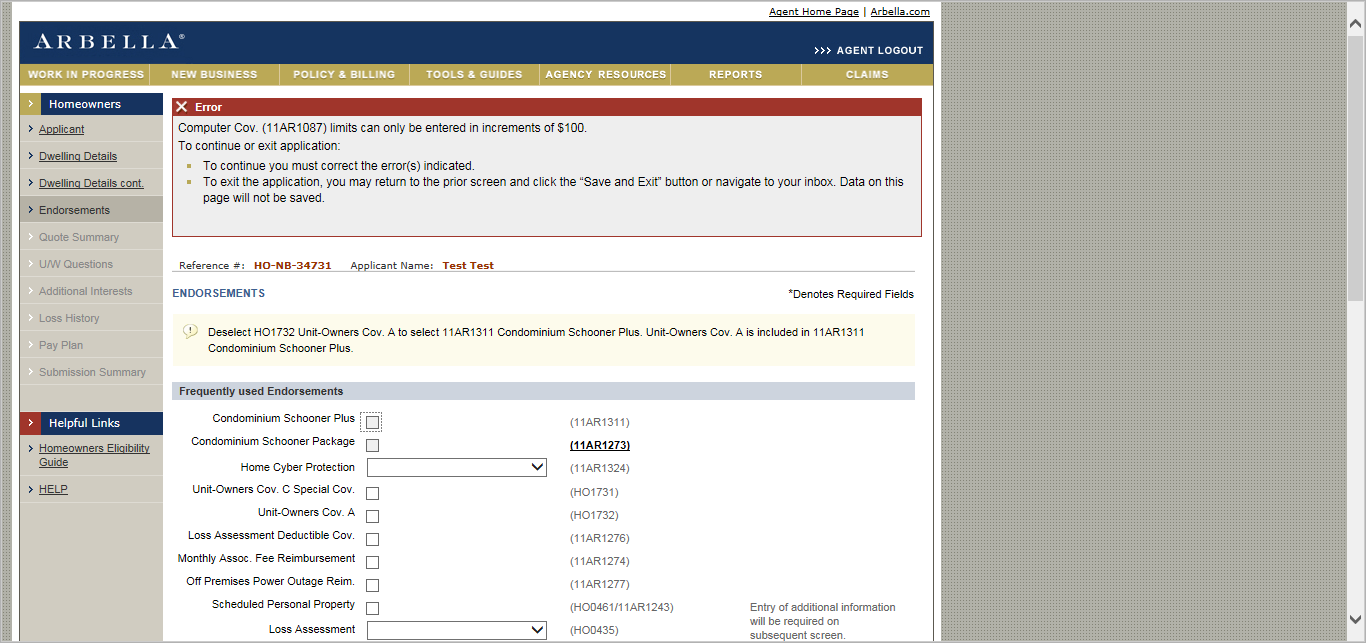 Agent Home Page | Arbella.com
ARBELLA®
>>> AGENT LOGOUT
WORK IN PROGRESS NEW BUSINESS POLICY & BILLING TOOLS & GUIDES AGENCY RESOURCES REPORTS CLAIMS
Homeowners
Applicant
Dwelling Details
Dwelling Details cont.
Endorsements
Quote Summary
U/W Questions
Additional Interests
Loss History
Pay Plan
Submission Summary
Helpful Links
Homeowners Eligibility
Guide
HELP
Error
Computer Cov. (11AR1087) limits can only be entered in increments of $100.
To continue or exit application:
To continue you must correct the error(s) indicated.
To exit the application, you may return to the prior screen and click the “Save and Exit” button or navigate to your inbox. Data on this
page will not be saved.
Reference #: HO-NB-34731 Applicant Name: Test Test
ENDORSEMENTS *Denotes Required Fields
Deselect HO1732 Unit-Owners Cov. A to select 11AR1311 Condominium Schooner Plus. Unit-Owners Cov. A is included in 11AR1311
Condominium Schooner Plus.
Frequently used Endorsements
Condominium Schooner Plus (11AR1311)
Condominium Schooner Package (11AR1273)
Home Cyber Protection (11AR1324)
Unit-Owners Cov. C Special Cov. (HO1731)
Unit-Owners Cov. A (HO1732)
Loss Assessment Deductible Cov. (11AR1276)
Monthly Assoc. Fee Reimbursement (11AR1274)
Off Premises Power Outage Reim. (11AR1277)
Scheduled Personal Property (HO0461/11AR1243) Entry of additional information
will be required on
subsequent screen.
Loss Assessment (HO0435)